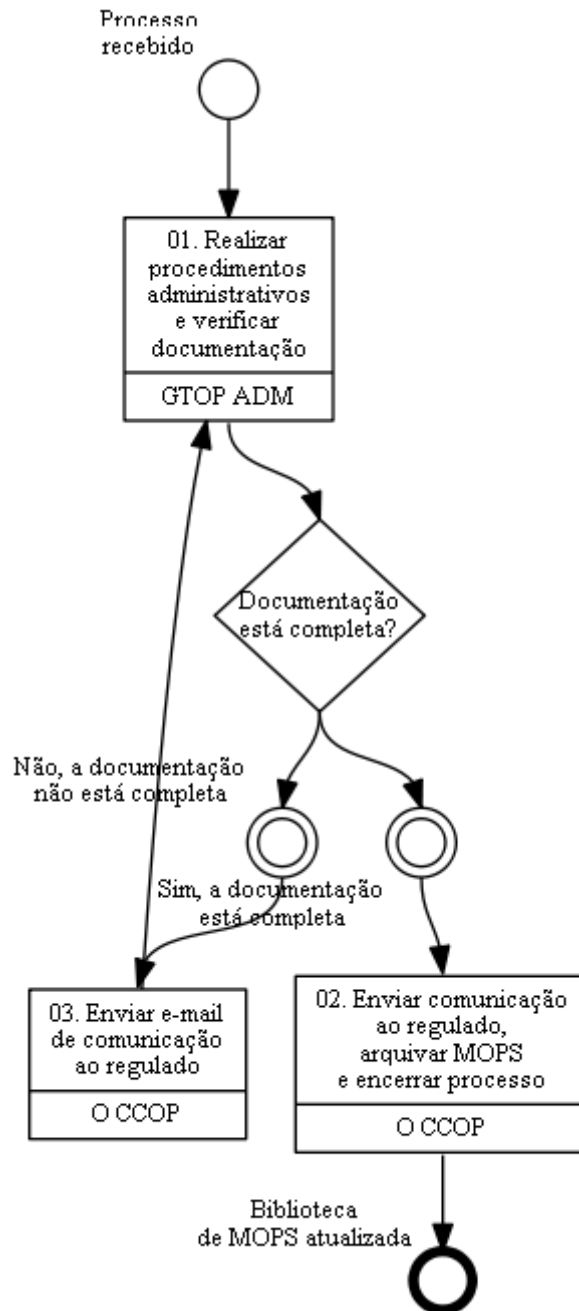 Processo
recebido
01. Realizar
procedimentos
administrativos
e verificar
documentação
GTOP ADM
Documentação
está completa?
Não, a documentação
não está completa
Sim, a documentação
está completa
03. Enviar e-mail
de comunicação
ao regulado
O CCOP
02. Enviar comunicação
ao regulado,
arquivar MOPS
e encerrar processo
O CCOP
Biblioteca
de MOPS atualizada